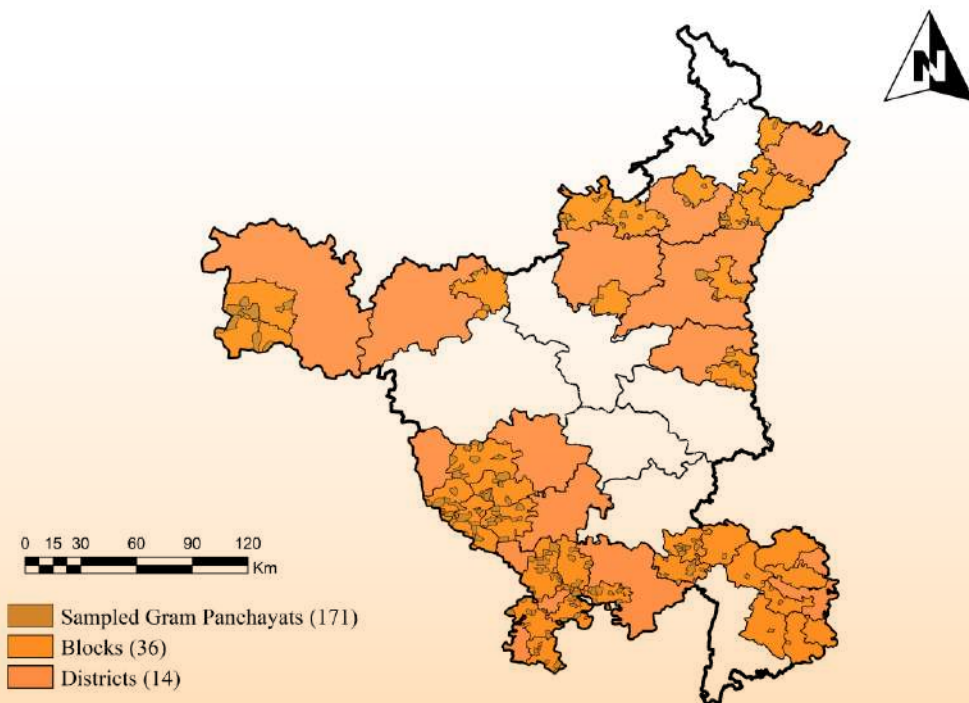 N
0 15 30 60 90 120
Km
Sampled Gram Panchayats (171)
Blocks (36)
Districts (14)